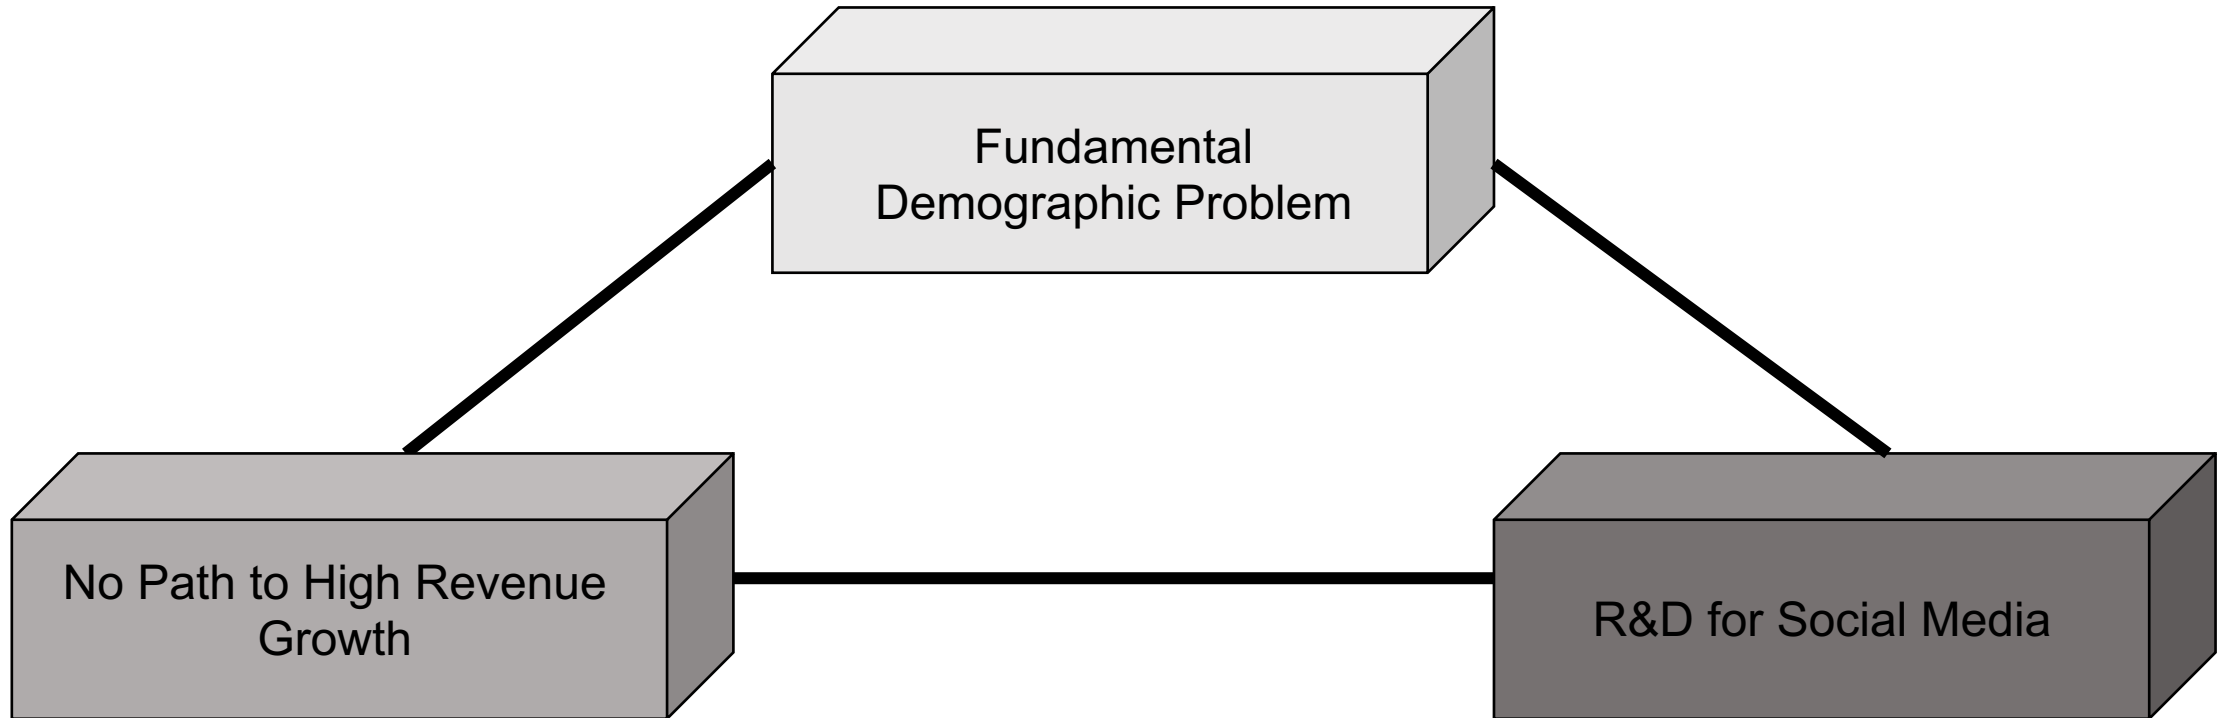 Fundamental
Demographic Problem
No Path to High Revenue
Growth
R&D for Social Media